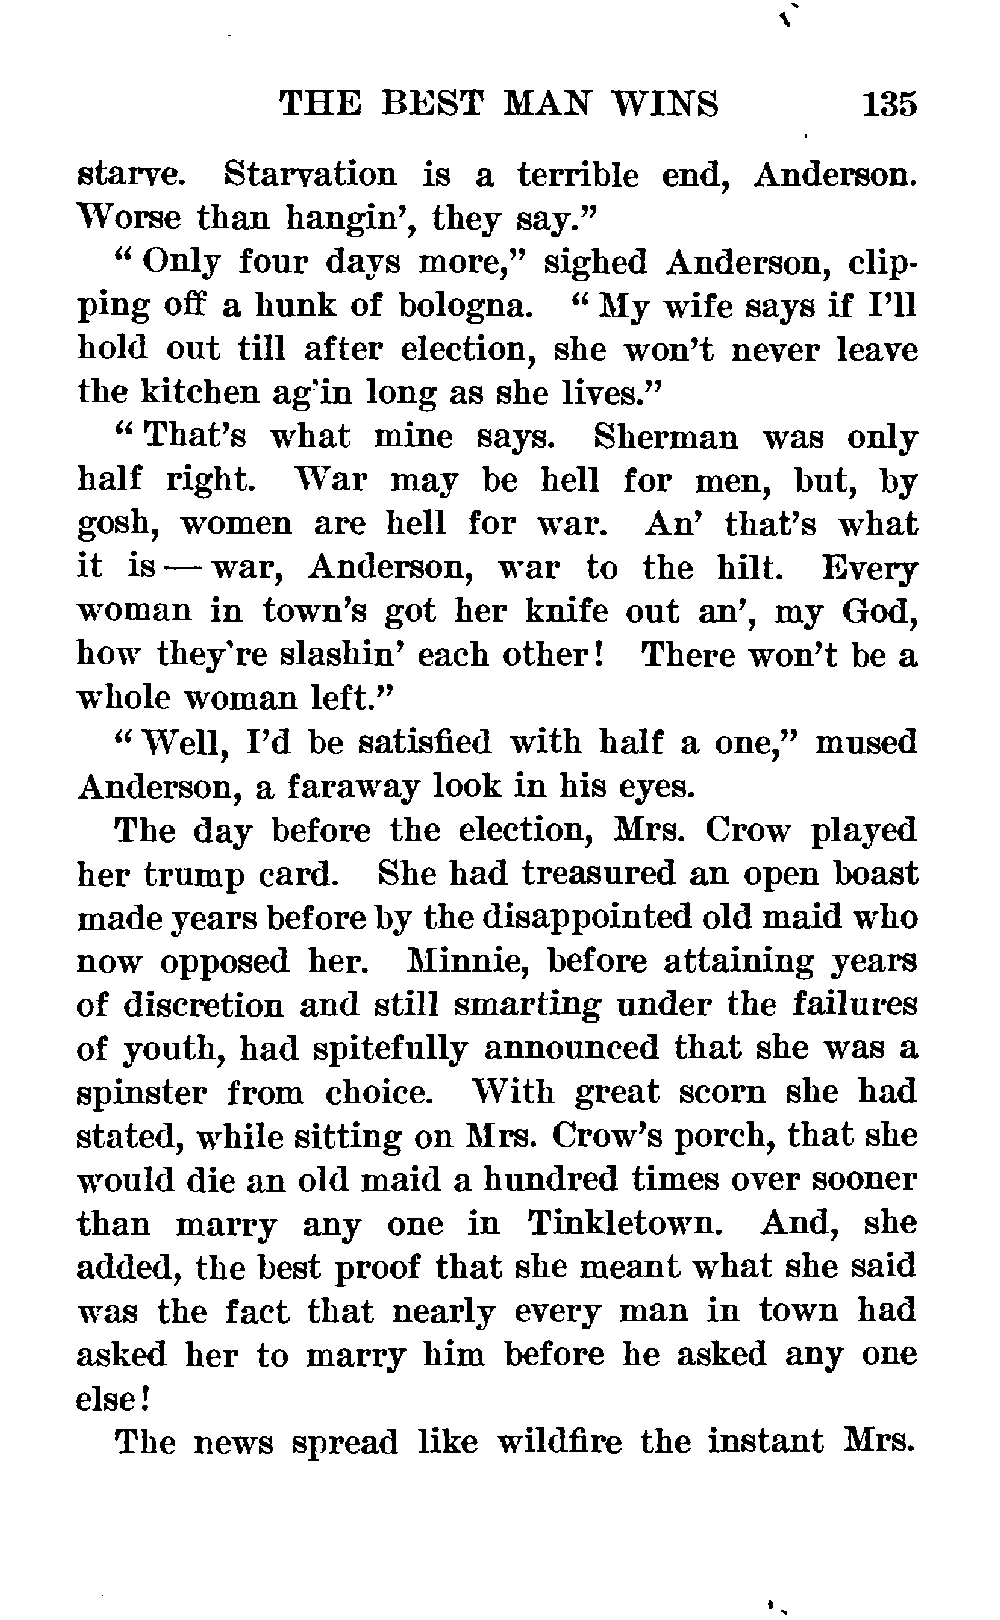 THE BEST MAN WINS 135
starve. Starvation is a terrible end, Anderson.
Worse than hangin’, they say.”
“ Only four days more,” sighed Anderson, clip-
ping off a hunk of bologna. “ My wife says if I’ll
hold out till after election, she won’t never leave
the kitchen ag’in long as she lives.”
“ That’s what mine says. Sherman was only
half right. War may be hell for men, but, by
gosh, women are hell for war. An’ that’s what
it is — war, Anderson, war to the hilt. Every
woman in town’s got her knife out an’, my God,
how they’re slashin’ each other! There won’t be a
whole woman left.”
“ Well, I’d be satisfied with half a one,” mused
Anderson, a faraway look in his eyes.
The day before the election, Mrs. Crow played
her trump card. She had treasured an open boast
made years before by the disappointed old maid who
now opposed her. Minnie, before attaining years
of discretion and still smarting under the failures
of youth, had spitefully announced that she was a
spinster from choice. With great scorn she had
stated, while sitting on Mrs. Crow’s porch, that she
would die an old maid a hundred times over sooner
than marry any one in Tinkletown. And, she
added, the best proof that she meant what she said
was the fact that nearly every man in town had
asked her to marry him before he asked any one
else!
The news spread like wildfire the instant Mrs.